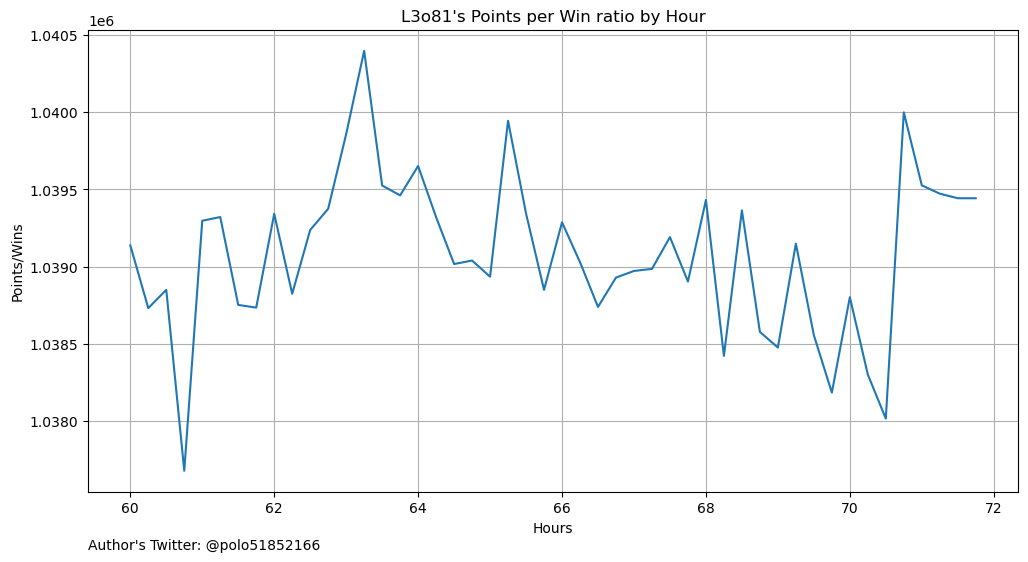 L3o81's Points per Win ratio by Hour
1e6
1.0405
1.0400
1.0395
1.0390
1.0385
1.0380
Points/Wins
60 62 64 66 68 70 72
Hours
Author's Twitter: @polo51852166